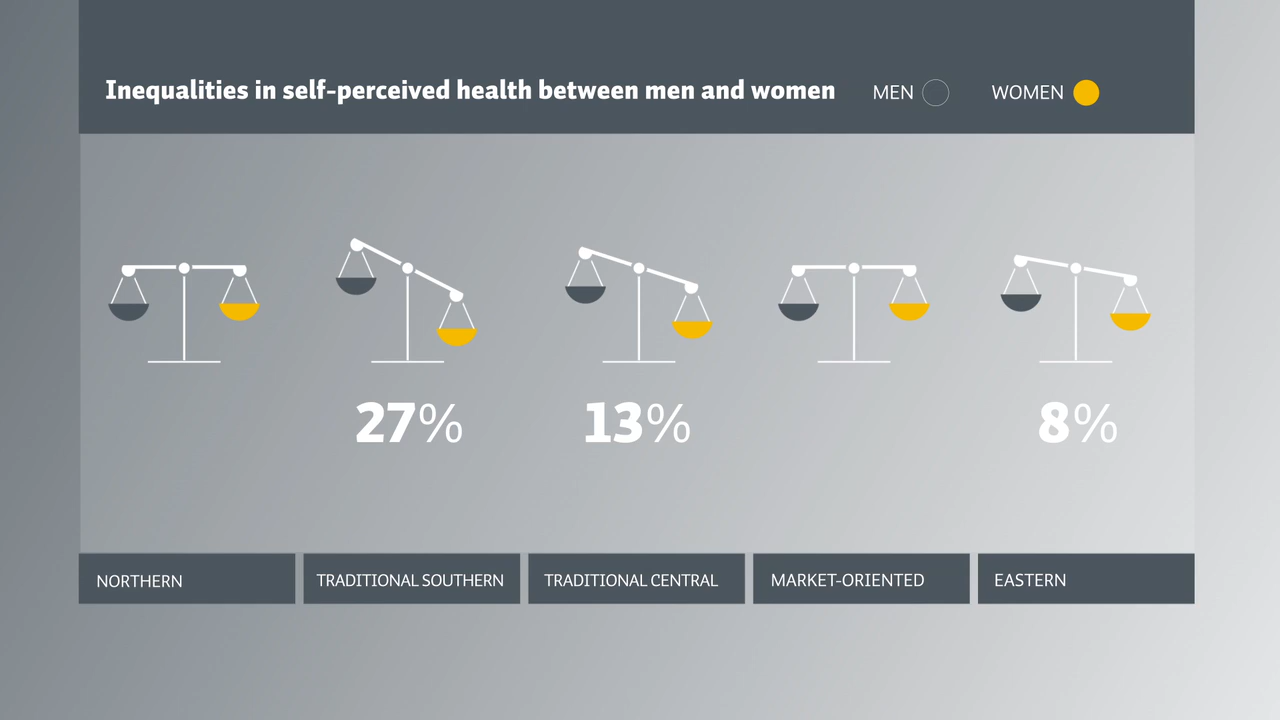 Inequalities in self-perceived health between men and women
MEN
WOMEN
27%
13%
8%
NORTHERN
TRADITIONAL SOUTHERN
TRADITIONAL CENTRAL
MARKET-ORIENTED
EASTERN